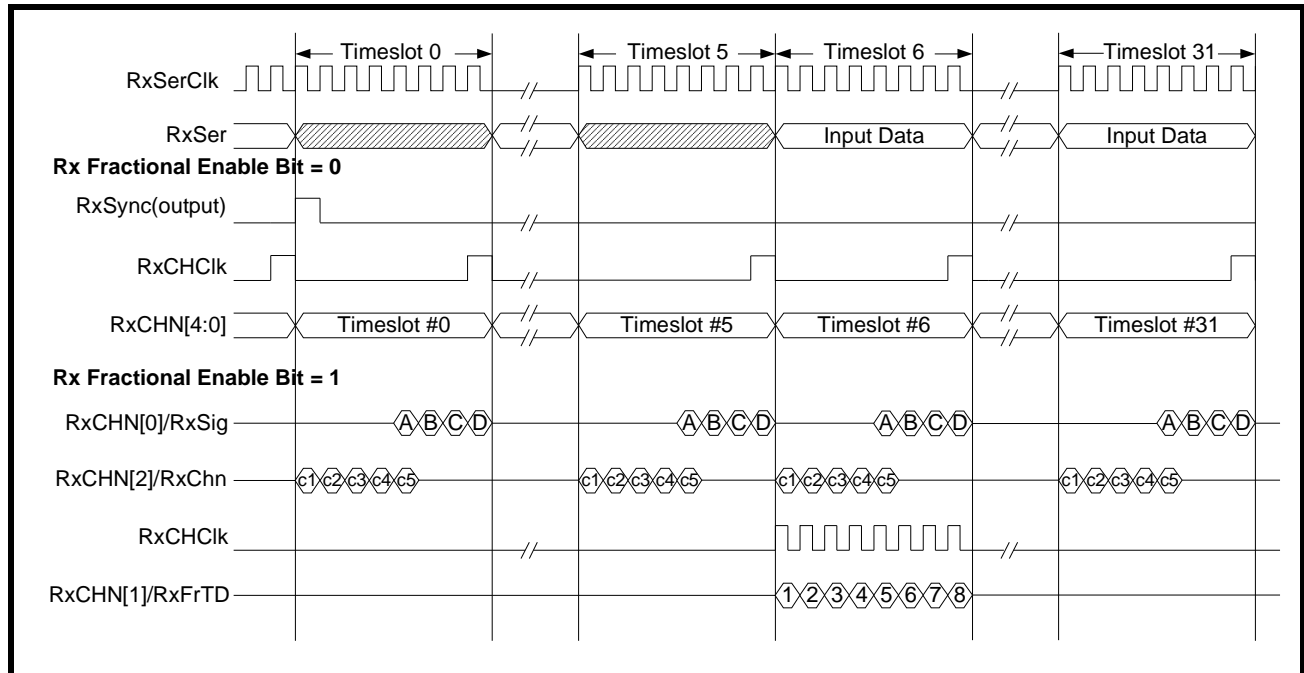 Timeslot 0 Timeslot 5 Timeslot 6 Timeslot 31
RxSerClk
RxSer Input Data Input Data
Rx Fractional Enable Bit = 0
RxSync(output)
RxCHClk
RxCHN[4:0] Timeslot #0 Timeslot #5 Timeslot #6 Timeslot #31
Rx Fractional Enable Bit = 1
RxCHN[0]/RxSig A B C D A B C D A B C D A B C D
RxCHN[2]/RxChn c1 c2 c3 c4 c5 c1 c2 c3 c4 c5 c1 c2 c3 c4 c5 c1 c2 c3 c4 c5
RxCHClk
RxCHN[1]/RxFrTD 1 2 3 4 5 6 7 8